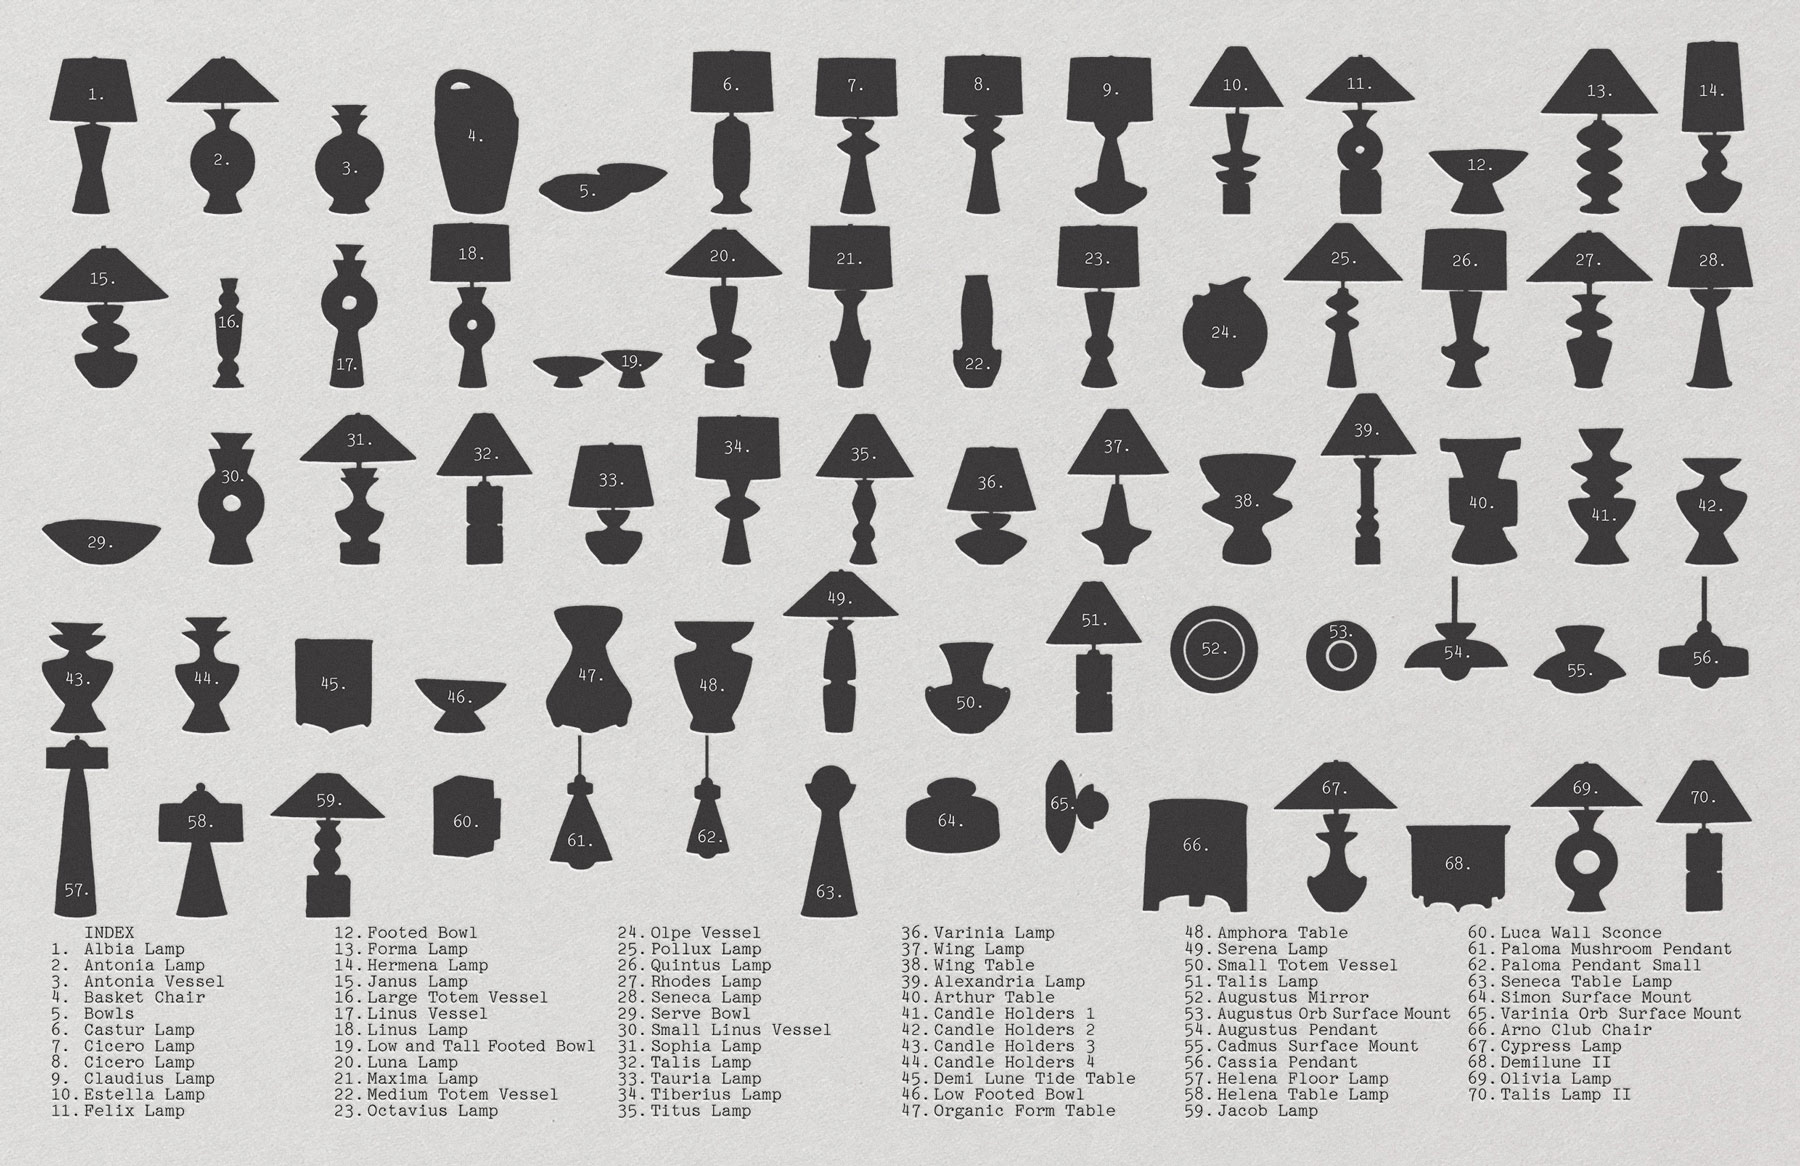 1.
2.
3.
4.
5.
6.
7.
8.
9.
10.
11.
12.
13.
14.
15.
16.
17.
18.
19.
20.
21.
22.
23.
24.
25.
26.
27.
28.
29.
30.
31.
32.
33.
34.
35.
36.
37.
38.
39.
40.
41.
42.
43.
44.
45.
46.
47.
48.
49.
50.
51.
52.
53.
54.
55.
56.
57.
58.
59.
60.
61.
62.
63.
64.
65.
66.
67.
68.
69.
70.
INDEX
1. Albia Lamp
2. Antonia Lamp
3. Antonia Vessel
4. Basket Chair
5. Bowls
6. Castur Lamp
7. Cicero Lamp
8. Cicero Lamp
9. Claudius Lamp
10. Estella Lamp
11. Felix Lamp
12. Footed Bowl
13. Forma Lamp
14. Hermena Lamp
15. Janus Lamp
16. Large Totem Vessel
17. Linus Vessel
18. Linus Lamp
19. Low and Tall Footed Bowl
20. Luna Lamp
21. Maxima Lamp
22. Medium Totem Vessel
23. Octavius Lamp
24. Olpe Vessel
25. Pollux Lamp
26. Quintus Lamp
27. Rhodes Lamp
28. Seneca Lamp
29. Serve Bowl
30. Small Linus Vessel
31. Sophia Lamp
32. Talis Lamp
33. Tauria Lamp
34. Tiberius Lamp
35. Titus Lamp
36. Varinia Lamp
37. Wing Lamp
38. Wing Table
39. Alexandria Lamp
40. Arthur Table
41. Candle Holders 1
42. Candle Holders 2
43. Candle Holders 3
44. Candle Holders 4
45. Demi Lune Tide Table
46. Low Footed Bowl
47. Organic Form Table
48. Amphora Table
49. Serena Lamp
50. Small Totem Vessel
51. Talis Lamp
52. Augustus Mirror
53. Augustus Orb Surface Mount
54. Augustus Pendant
55. Cadmus Surface Mount
56. Cassia Pendant
57. Helena Floor Lamp
58. Helena Table Lamp
59. Jacob Lamp
60. Luca Wall Sconce
61. Paloma Mushroom Pendant
62. Paloma Pendant Small
63. Seneca Table Lamp
64. Simon Surface Mount
65. Varinia Orb Surface Mount
66. Arno Club Chair
67. Cypress Lamp
68. Demilune II
69. Olivia Lamp
70. Talis Lamp II